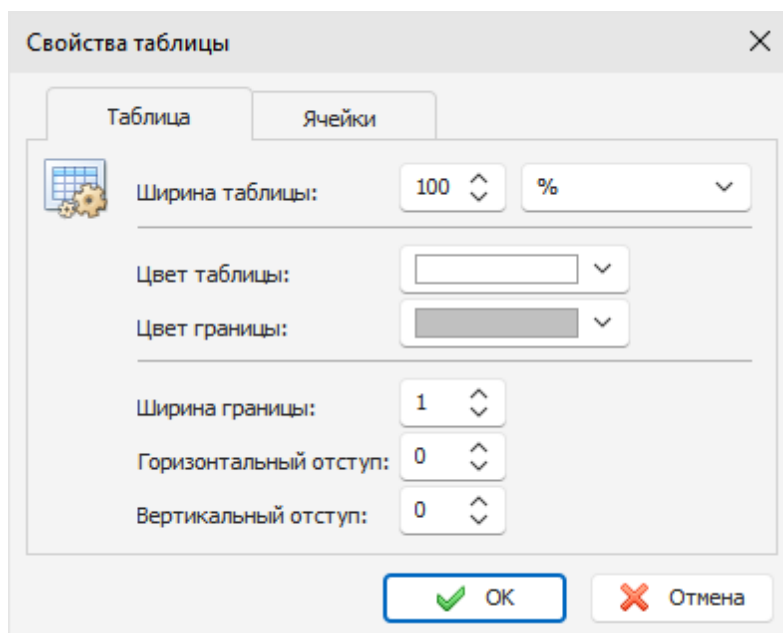 Свойства таблицы
Таблица Ячейки
Ширина таблицы: 100 %
Цвет таблицы:
Цвет границы:
Ширина границы: 1
Горизонтальный отступ: 0
Вертикальный отступ: 0
ОК Отмена